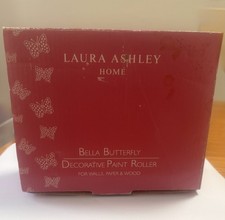 LAURA ASHLEY
HOME
BELLA BUTTERFLY
DECORATIVE PAINT ROLLER
FOR WALLS, PAPER & WOOD